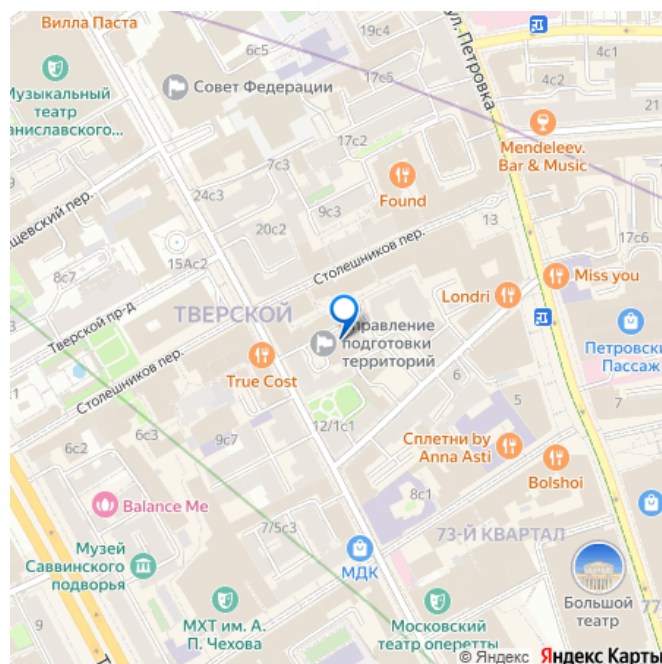 Вилла Паста
19с4
ул. Петровка
6с5
17с5
4с1
Совет Федерации
4с2
Музыкальный
театр
аниславского...
21
17с2
Mendeleev.
Bar & Music
7с3
24с3
9с3
Found
20с2
13
щевский пер.
Столешников пер.
17с6
15Ас2
8с7
Londri
Miss you
ТВЕРСКОЙ
Тверской пр-д
правление
подготовки
территорий
Петровски
Пассаж
True Cost
6
Столешников пер.
5
7
12/1с1
6с2
6с3
9с7
Сплетни by
Anna Asti
Bolshoi
8с1
Balance Me
7/5с3
73-Й КВАРТАЛ
МДК
Музей
Саввинского
подворья
Большой
театр
77
9
МХТ им. А.
П. Чехова
Московский
театр оперетты
Т
© Яндекс Яндекс Карты